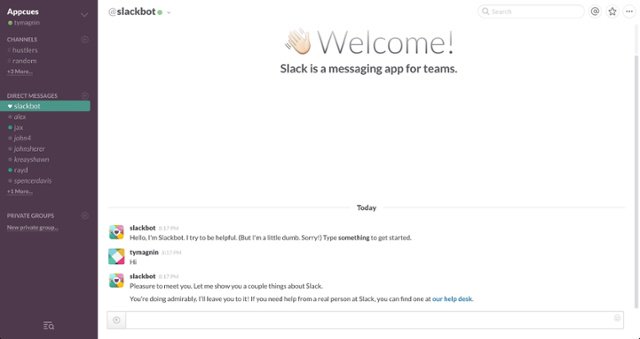 Appcues
tymagnin
CHANNELS
# hustlers
# random
+3 More...
DIRECT MESSAGES
slackbot
alex
jax
john4
johnsherer
kreayshawn
rayd
spencerdavis
+1 More...
PRIVATE GROUPS
New private group...
@slackbot
Search
Welcome!
Slack is a messaging app for teams.
Today
slackbot 8:17 PM
Hello, I'm Slackbot. I try to be helpful. (But I'm a little dumb. Sorry!) Type something to get started.
tymagnin 8:17 PM
Hi
slackbot 8:17 PM
Pleasure to meet you. Let me show you a couple things about Slack.
You're doing admirably, I'll leave you to it! If you need help from a real person at Slack, you can find one at our help desk.